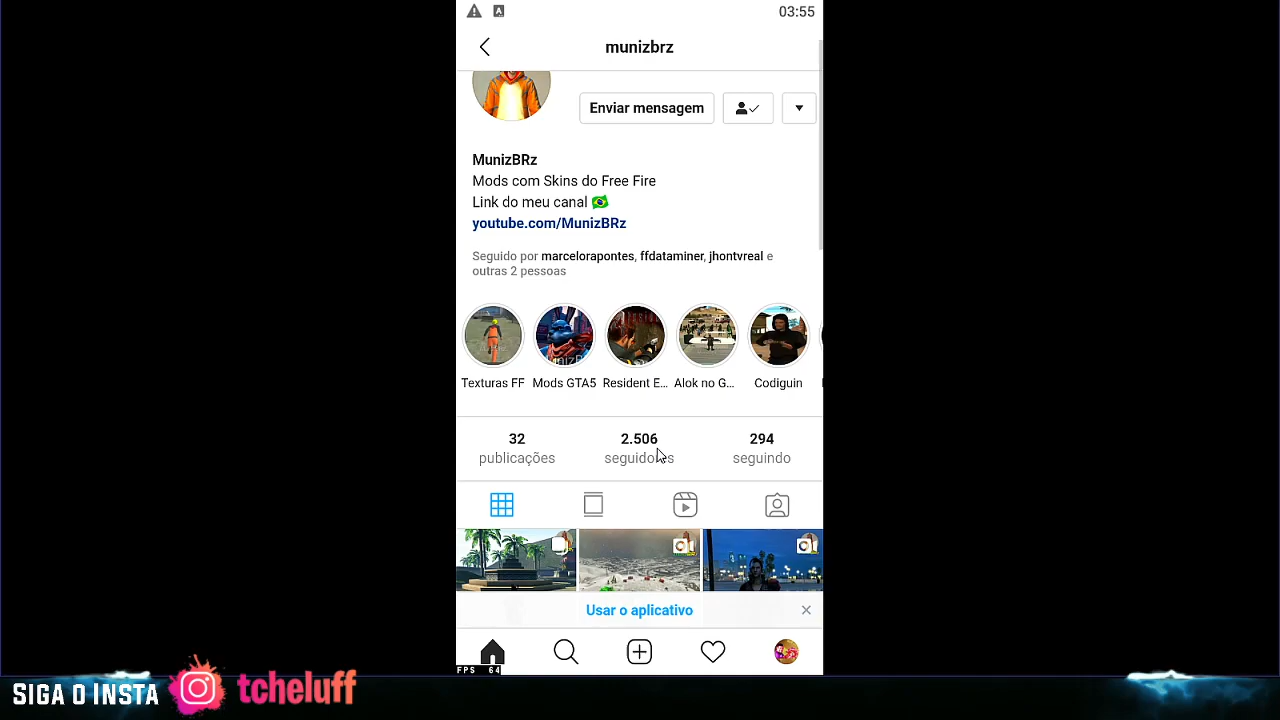 03:55
munizbrz
Enviar mensagem
MunizBRz
Mods com Skins do Free Fire
Link do meu canal 🇧🇷
youtube.com/MunizBRz
Seguido por marcelorapontes, ffdataminer, jhontvreal e
outras 2 pessoas
Texturas FF Mods GTA5 Resident E... Alok no G... Codiguin
32 2.506 294
publicações seguidores seguindo
Usar o aplicativo
FPS 64
SIGA O INSTA tcheluff